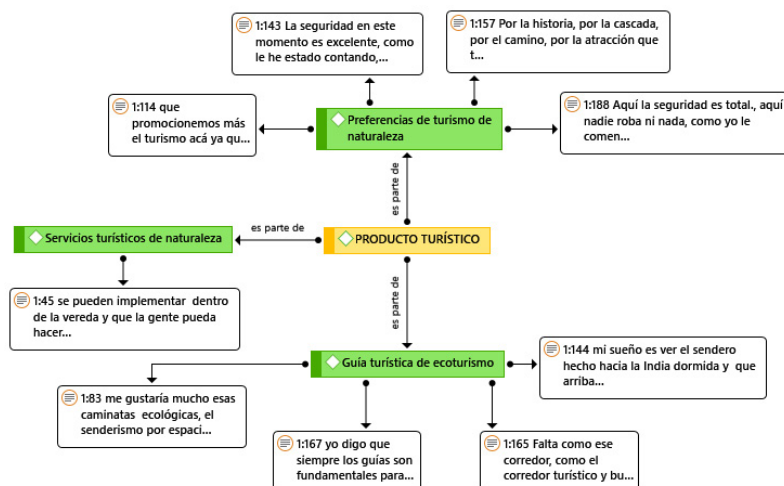 1:143 La seguridad en este
momento es excelente, como
le he estado contando,...
1:157 Por la historia, por la cascada,
por el camino, por la atracción que
t...
1:114 que
promocionemos más
el turismo acá ya qu...
Preferencias de turismo de
naturaleza
1:188 Aquí la seguridad es total., aquí
nadie roba ni nada, como yo le
comen...
es parte de
Servicios turísticos de naturaleza
es parte de
PRODUCTO TURÍSTICO
1:45 se pueden implementar dentro
de la vereda y que la gente pueda
hacer...
es parte de
Guía turística de ecoturismo
1:144 mi sueño es ver el sendero
hecho hacia la India dormida y que
arriba...
1:83 me gustaría mucho esas
caminatas ecológicas, el
senderismo por espaci...
1:167 yo digo que
siempre los guías son
fundamentales para...
1:165 Falta como ese
corredor, como el
corredor turístico y bu...